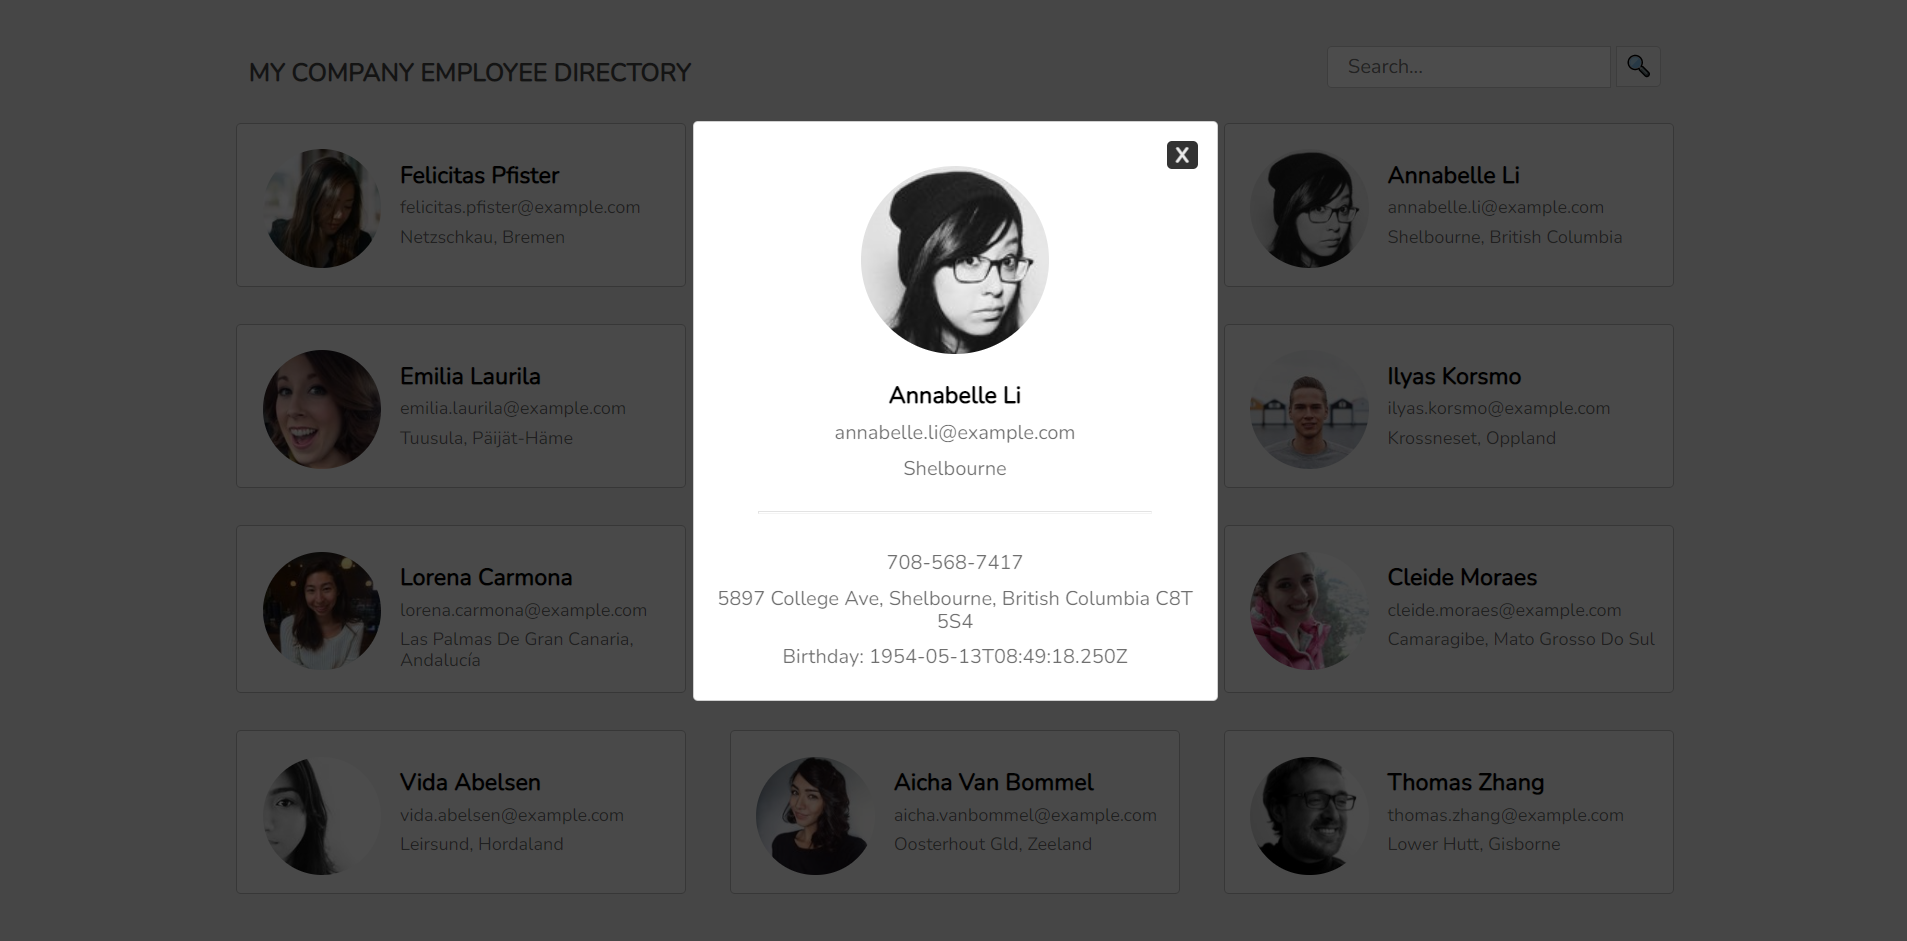 MY COMPANY EMPLOYEE DIRECTORY
Search...
Felicitas Pfister
felicitas.pfister@example.com
Netzschkau, Bremen
X
Annabelle Li
annabelle.li@example.com
Shelbourne
708-568-7417
5897 College Ave, Shelbourne, British Columbia C8T
5S4
Birthday: 1954-05-13T08:49:18.250Z
Annabelle Li
annabelle.li@example.com
Shelbourne, British Columbia
Emilia Laurila
emilia.laurila@example.com
Tuusula, Päijät-Häme
Ilyas Korsmo
ilyas.korsmo@example.com
Krossneset, Oppland
Lorena Carmona
lorena.carmona@example.com
Las Palmas De Gran Canaria,
Andalucía
Cleide Moraes
cleide.moraes@example.com
Camaragibe, Mato Grosso Do Sul
Vida Abelsen
vida.abelsen@example.com
Leirsund, Hordaland
Aicha Van Bommel
aicha.vanbommel@example.com
Oosterhout Gld, Zeeland
Thomas Zhang
thomas.zhang@example.com
Lower Hutt, Gisborne